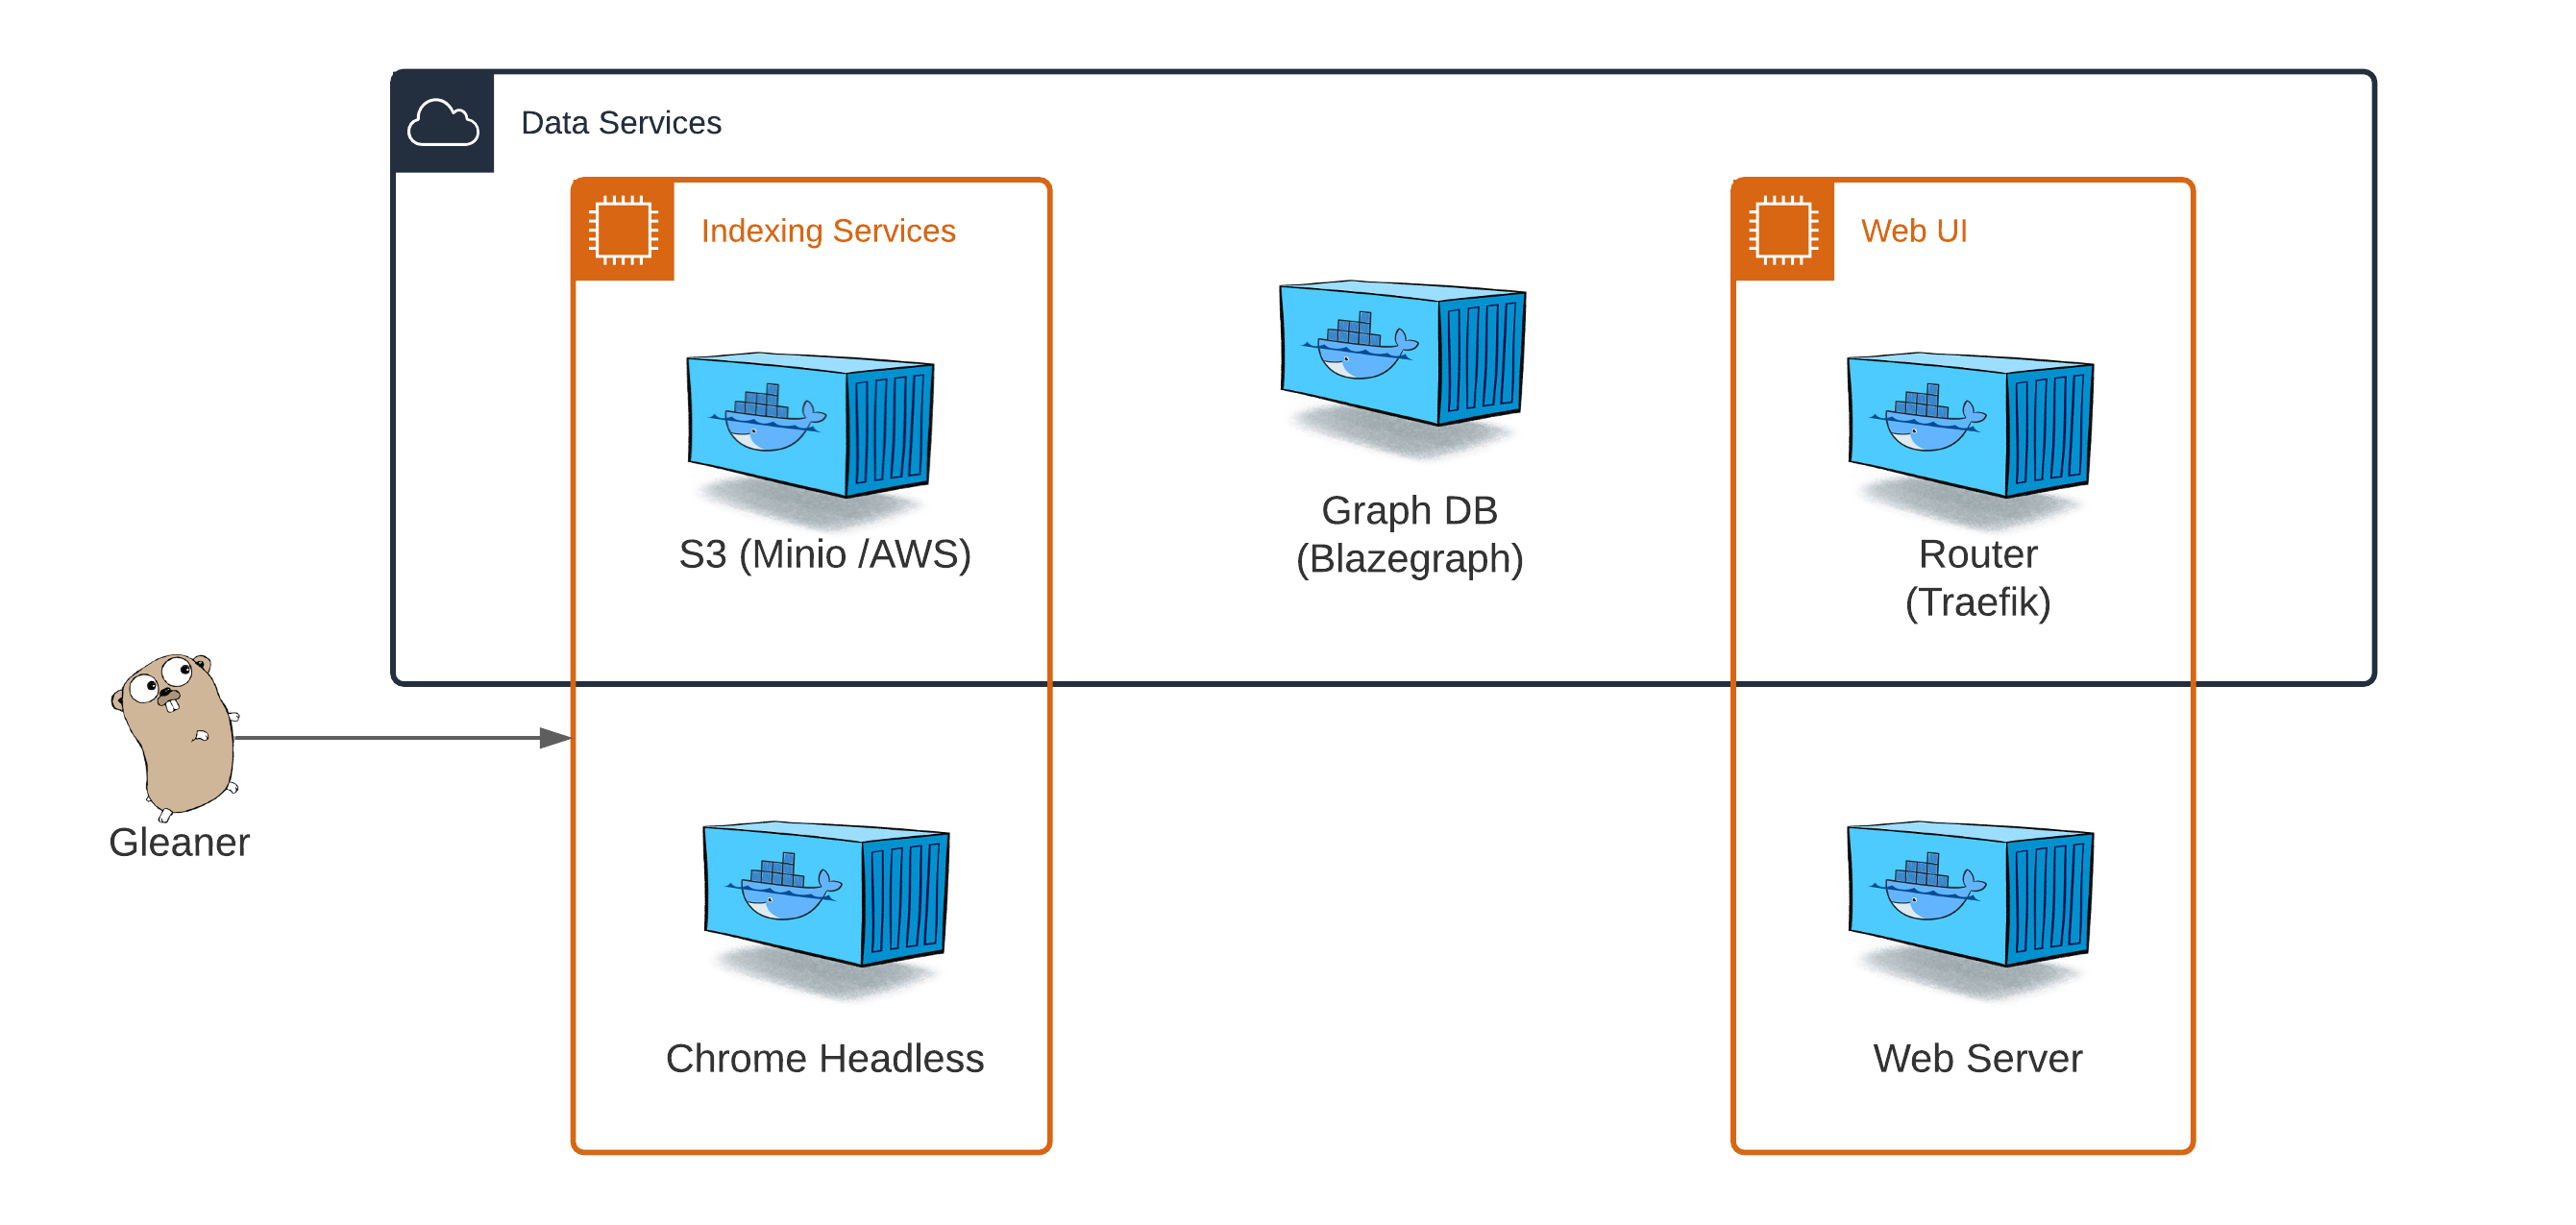 Data Services
Indexing Services
Web UI
S3 (Minio /AWS)
Graph DB
(Blazegraph)
Router
(Traefik)
Gleaner
Chrome Headless
Web Server